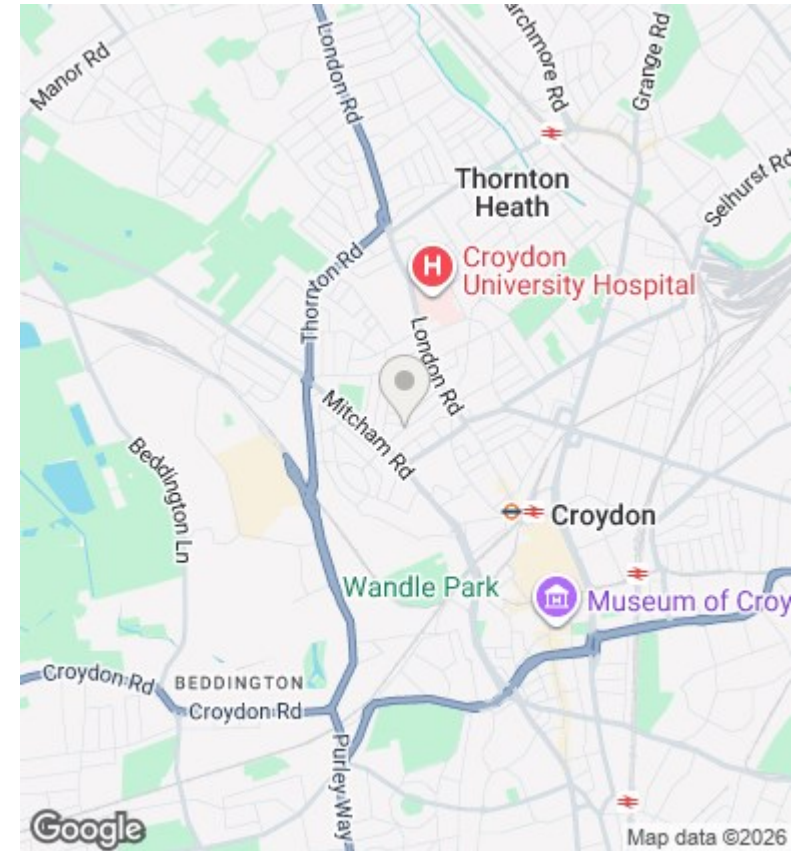 Manor Rd
London Rd
Parchmore Rd
Grange Rd
Selhurst Rd
Thornton
Heath
H
Croydon
University Hospital
Thornton Rd
London Rd
Mitcham Rd
Beddington Ln
Croydon
Wandle Park
Museum of Croy
Croydon Rd
BEDDINGTON
Croydon Rd
Purley Way
Google
Map data ©2026